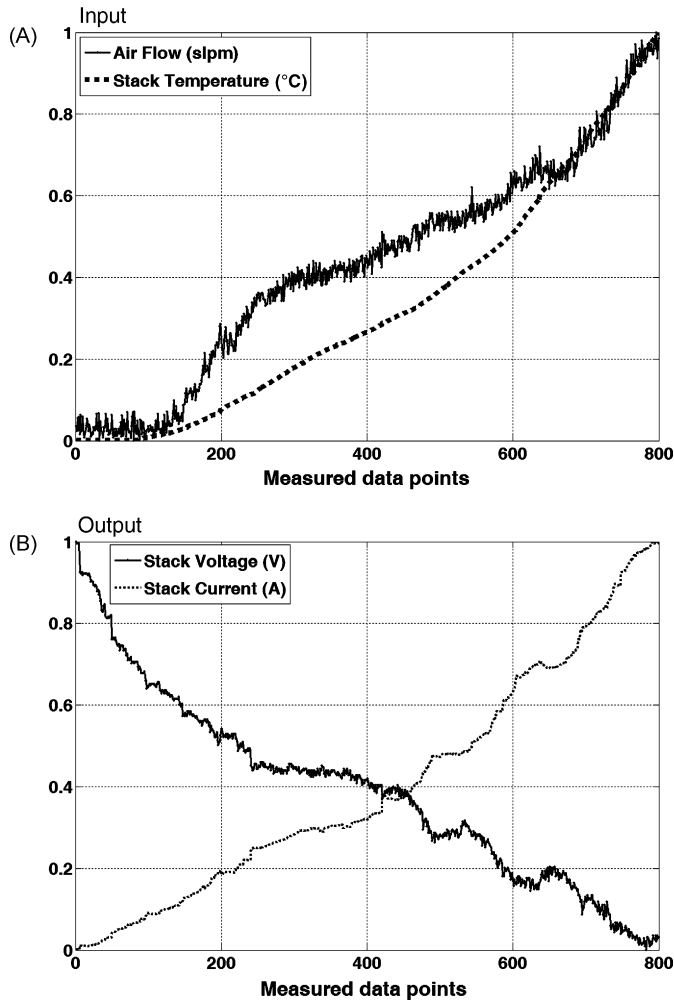 Input
(A)
1
Air Flow (slpm)
Stack Temperature (°C)
0.8
0.6
0.4
0.2
0
0 200 400 600 800
Measured data points
Output
(B)
1
Stack Voltage (V)
Stack Current (A)
0.8
0.6
0.4
0.2
0
0 200 400 600 800
Measured data points